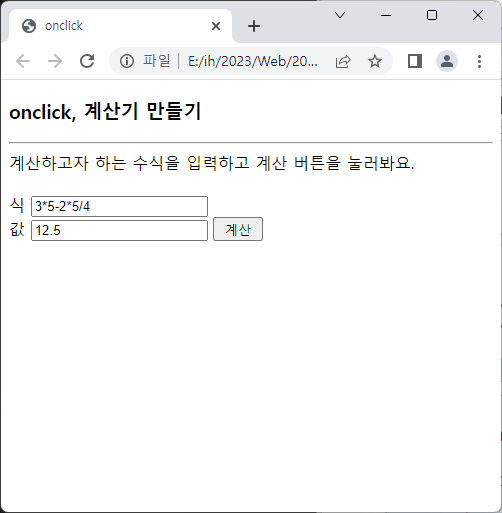 onclick
파일 E:/ih/2023/Web/20...
onclick, 계산기 만들기
계산하고자 하는 수식을 입력하고 계산 버튼을 눌러봐요.
식 3*5-2*5/4
값 12.5 계산